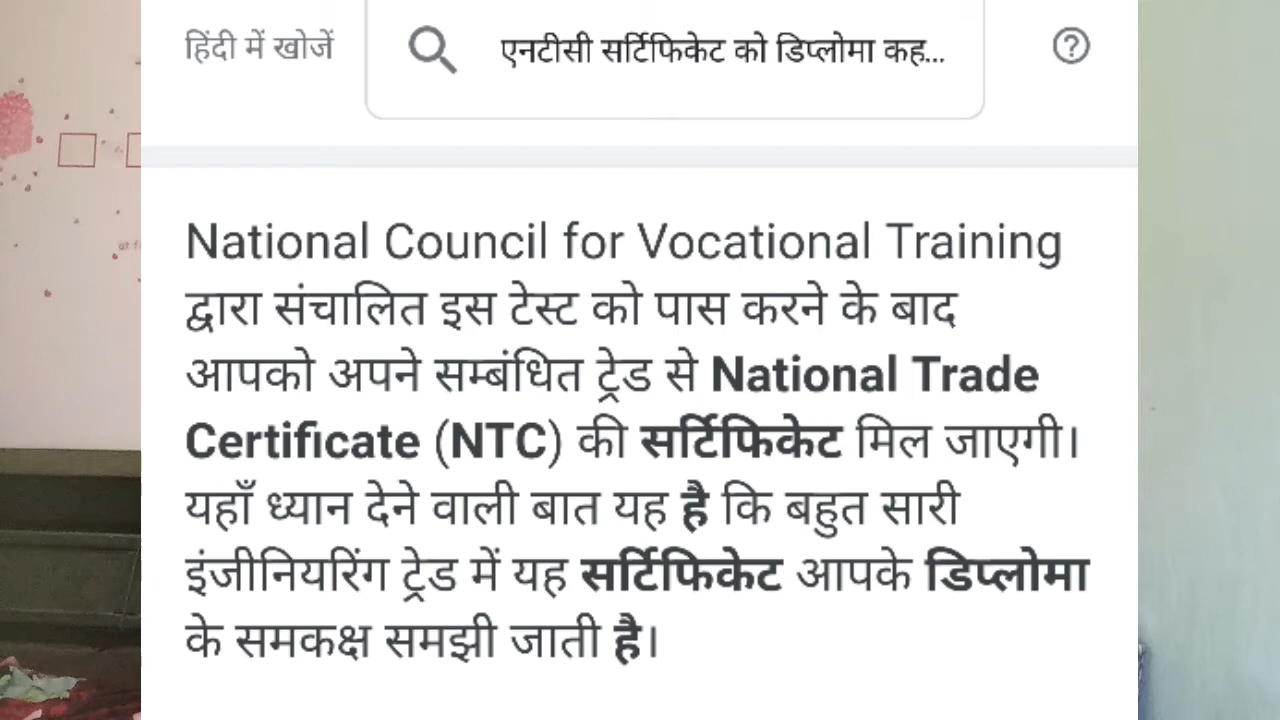 हिंदी में खोजें
एनटीसी सर्टिफिकेट को डिप्लोमा कह...
National Council for Vocational Training
द्वारा संचालित इस टेस्ट को पास करने के बाद
आपको अपने सम्बंधित ट्रेड से National Trade
Certificate (NTC) की सर्टिफिकेट मिल जाएगी।
यहाँ ध्यान देने वाली बात यह है कि बहुत सारी
इंजीनियरिंग ट्रेड में यह सर्टिफिकेट आपके डिप्लोमा
के समकक्ष समझी जाती है।